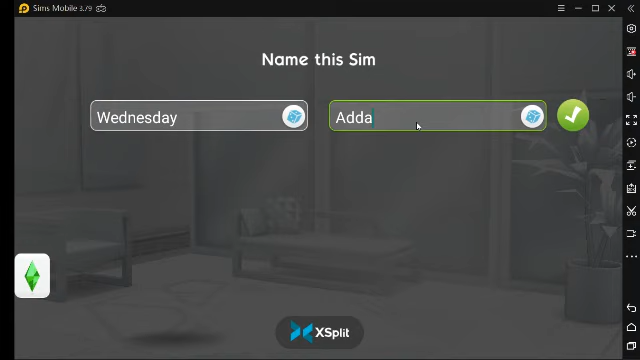 Sims Mobile 3.79
Name this Sim
Wednesday
Adda
XSplit